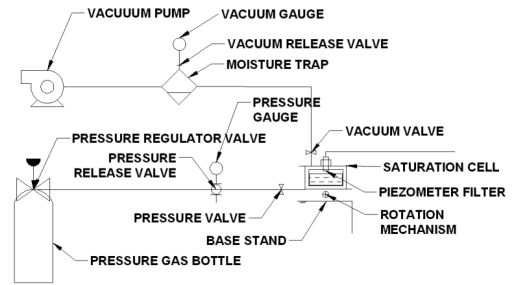 VACUUUM PUMP
VACUUM GAUGE
VACUUM RELEASE VALVE
MOISTURE TRAP
PRESSURE
GAUGE
VACUUM VALVE
PRESSURE REGULATOR VALVE
PRESSURE
RELEASE VALVE
SATURATION CELL
PIEZOMETER FILTER
PRESSURE VALVE
ROTATION
MECHANISM
BASE STAND
PRESSURE GAS BOTTLE